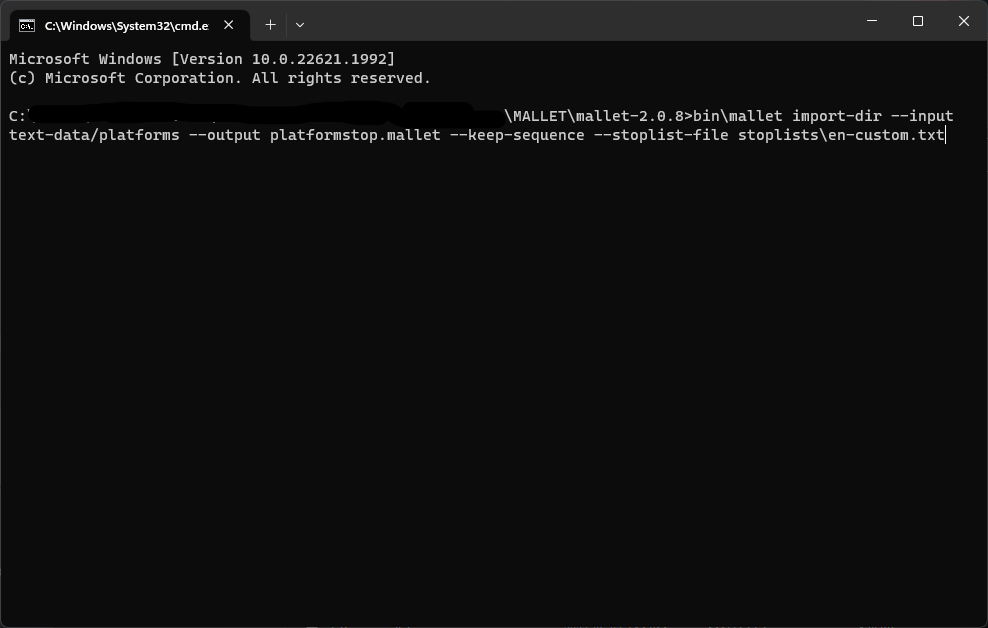 C:\Windows\System32\cmd.e
Microsoft Windows [Version 10.0.22621.1992]
(c) Microsoft Corporation. All rights reserved.
C:\MALLET\mallet-2.0.8>bin\mallet import-dir --input
text-data/platforms --output platformstop.mallet --keep-sequence --stoplist-file stoplists\en-custom.txt